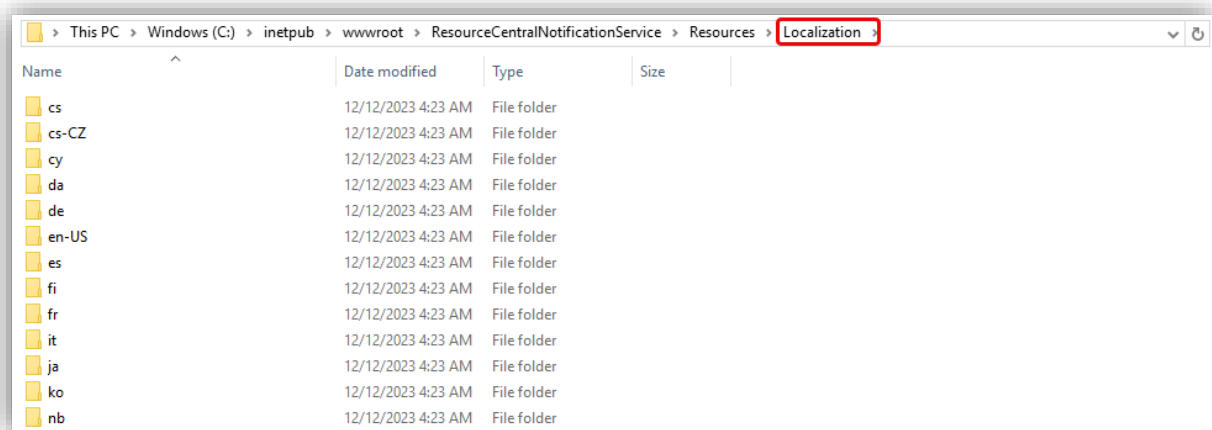 This PC > Windows (C:) > inetpub > wwwroot > ResourceCentralNotificationService > Resources > Localization >
Name Date modified Type Size
cs 12/12/2023 4:23 AM File folder
cs-CZ 12/12/2023 4:23 AM File folder
cy 12/12/2023 4:23 AM File folder
da 12/12/2023 4:23 AM File folder
de 12/12/2023 4:23 AM File folder
en-US 12/12/2023 4:23 AM File folder
es 12/12/2023 4:23 AM File folder
fi 12/12/2023 4:23 AM File folder
fr 12/12/2023 4:23 AM File folder
it 12/12/2023 4:23 AM File folder
ja 12/12/2023 4:23 AM File folder
ko 12/12/2023 4:23 AM File folder
nb 12/12/2023 4:23 AM File folder